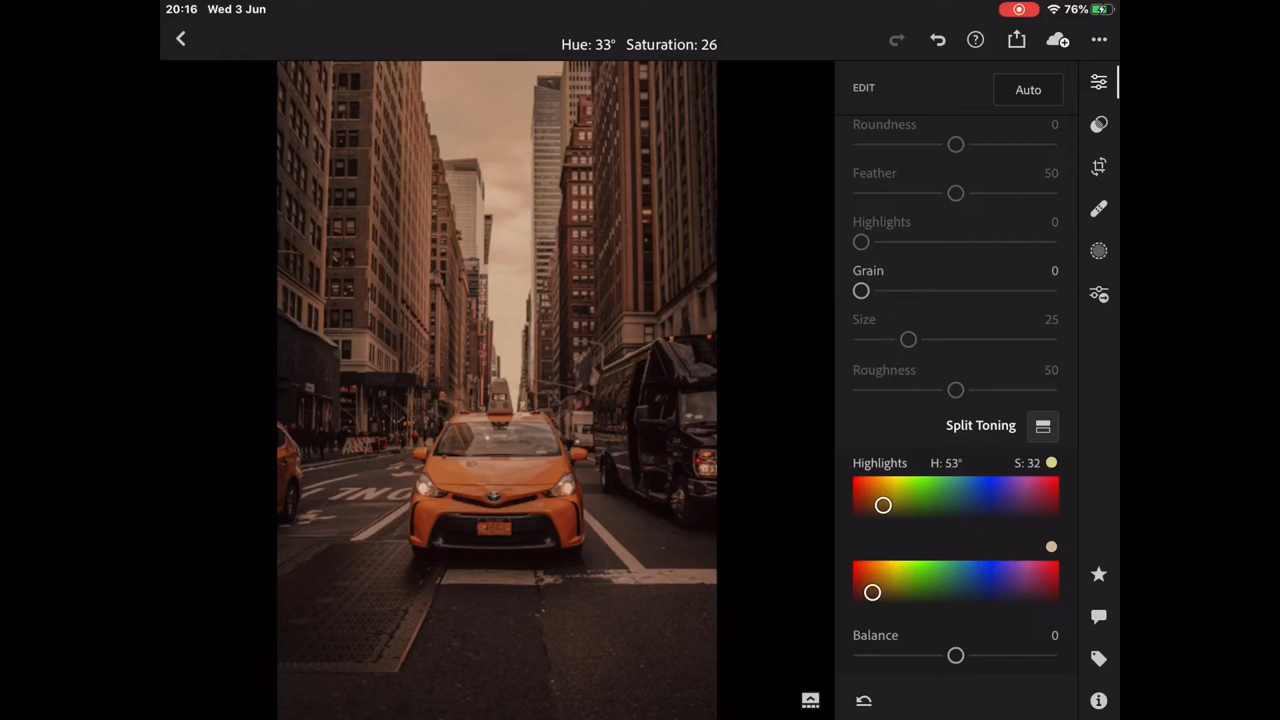 20:16 Wed 3 Jun 76%
Hue: 33° Saturation: 26
EDIT Auto
Roundness 0
Feather 50
Highlights 0
Grain 0
Size 25
Roughness 50
Split Toning
Highlights H: 53° S: 32
Balance 0